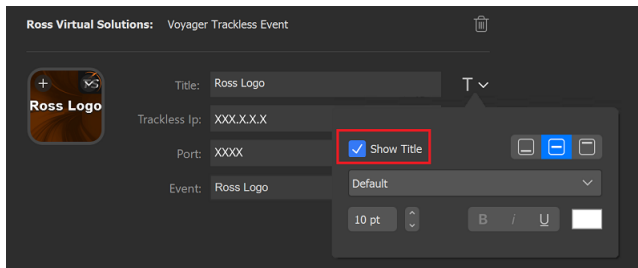 Ross Virtual Solutions: Voyager Trackless Event
Title: Ross Logo
T
Ross Logo
Trackless Ip: XXX.X.X.X
Show Title
Port: XXXX
Default
Event: Ross Logo
10 pt
B i U